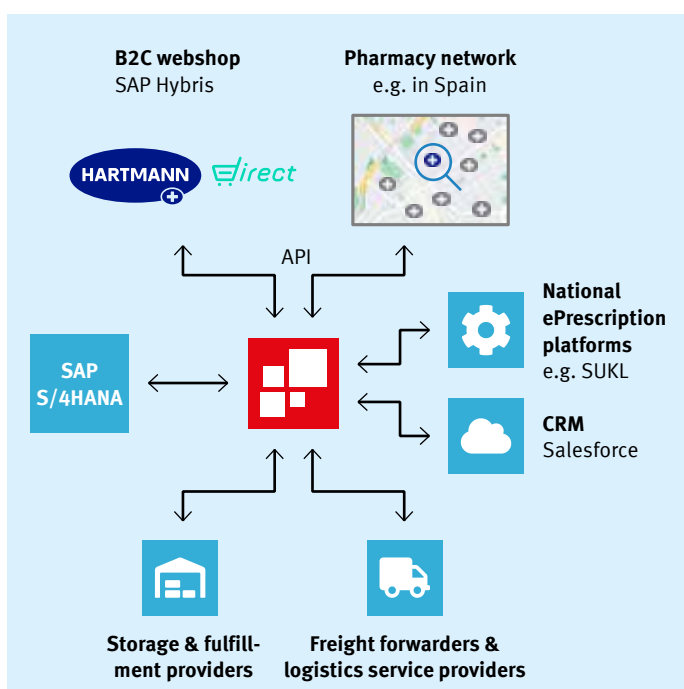 B2C webshop
SAP Hybris
Pharmacy network
e.g. in Spain
HARTMANN
direct
API
National
ePrescription
platforms
e.g. SUKL
SAP
S/4HANA
CRM
Salesforce
Storage & fulfill-
ment providers
Freight forwarders &
logistics service providers